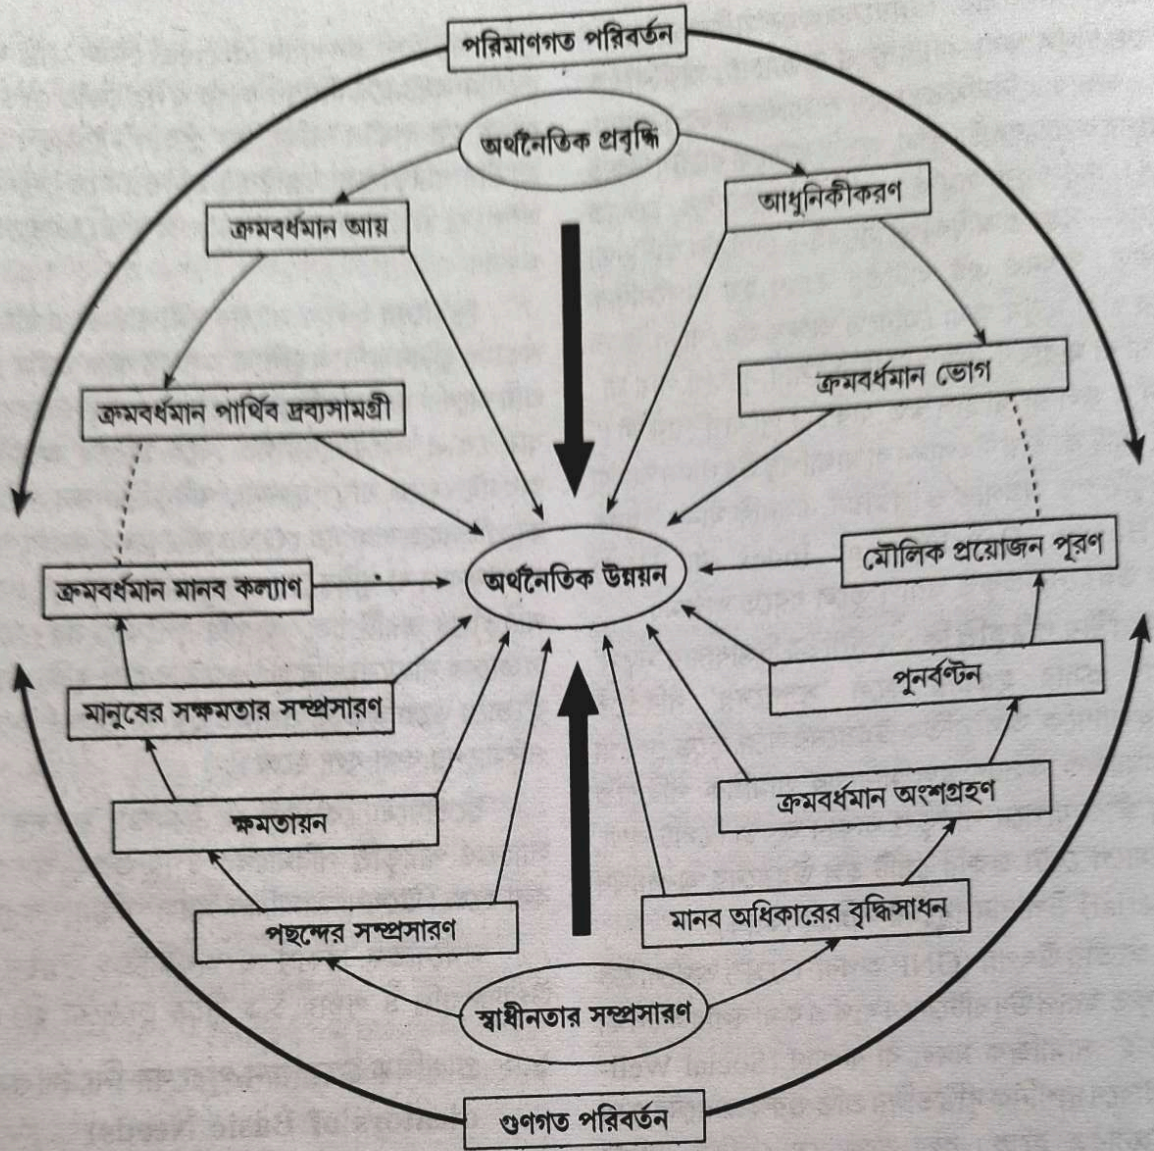 পরিমাণগত পরিবর্তন
অর্থনৈতিক প্রবৃদ্ধি
আধুনিকীকরণ
ক্রমবর্ধমান আয়
ক্রমবর্ধমান ভোগ
ক্রমবর্ধমান পার্থিব দ্রব্যসামগ্রী
মৌলিক প্রয়োজন পূরণ
অর্থনৈতিক উন্নয়ন
ক্রমবর্ধমান মানব কল্যাণ
পুনর্বণ্টন
মানুষের সক্ষমতার সম্প্রসারণ
ক্রমবর্ধমান অংশগ্রহণ
ক্ষমতায়ন
মানব অধিকারের বৃদ্ধিসাধন
পছন্দের সম্প্রসারণ
স্বাধীনতার সম্প্রসারণ
গুণগত পরিবর্তন